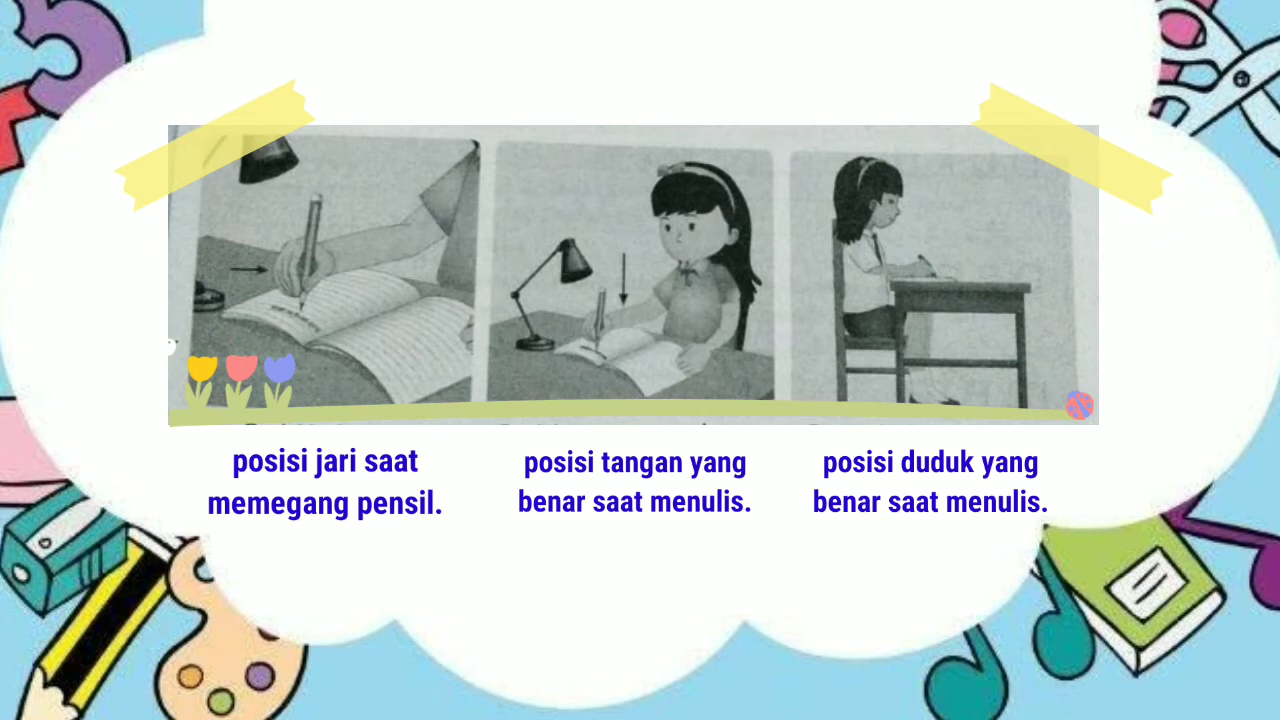 posisi jari saat
memegang pensil.
posisi tangan yang
benar saat menulis.
posisi duduk yang
benar saat menulis.